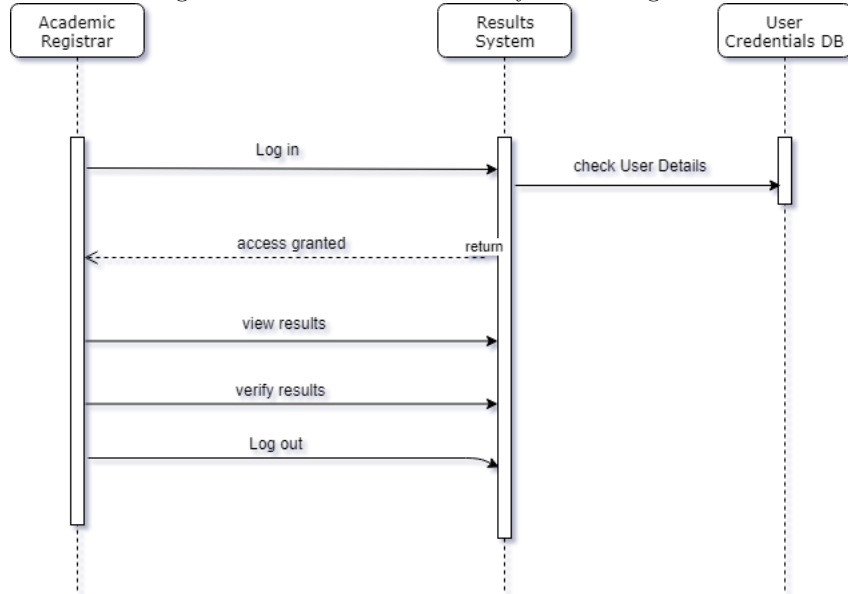 Academic
Registrar
Results
System
User
Credentials DB
Log in
check User Details
access granted
return
view results
verify results
Log out